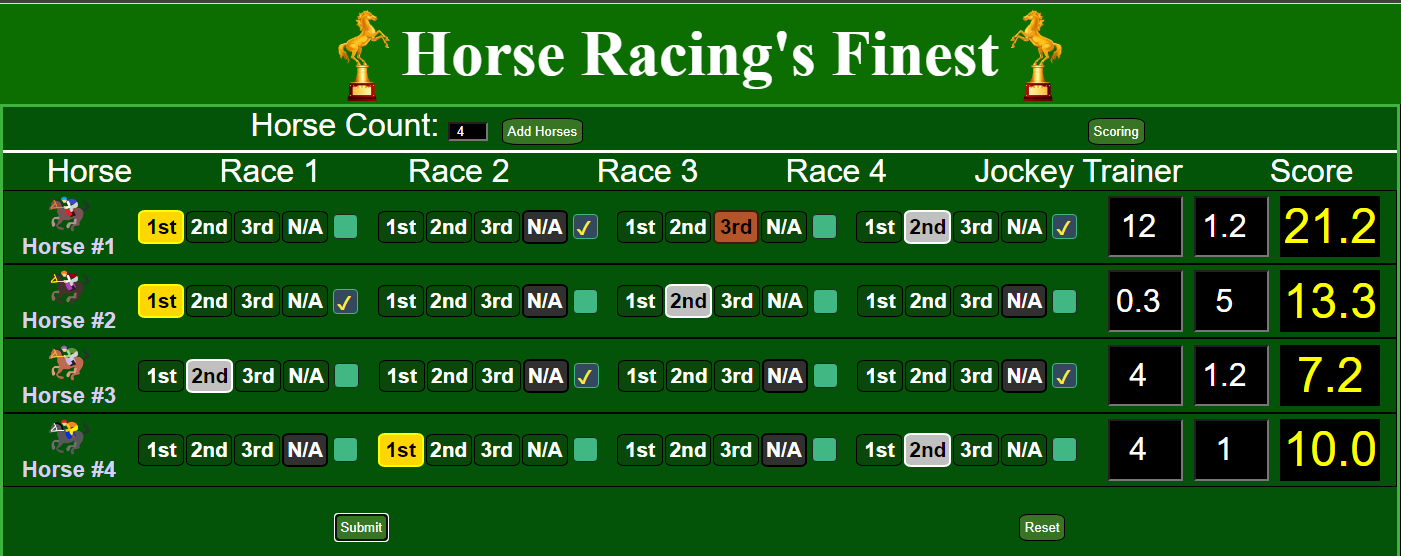 Horse Racing's Finest
Horse Count: 4 Add Horses Scoring
Horse Race 1 Race 2 Race 3 Race 4 Jockey Trainer Score
1st 2nd 3rd N/A 1st 2nd 3rd N/A ✓ 1st 2nd 3rd N/A 1st 2nd 3rd N/A ✓ 12 1.2 21.2
Horse #1
1st 2nd 3rd N/A ✓ 1st 2nd 3rd N/A 1st 2nd 3rd N/A 1st 2nd 3rd N/A 0.3 5 13.3
Horse #2
1st 2nd 3rd N/A 1st 2nd 3rd N/A ✓ 1st 2nd 3rd N/A 1st 2nd 3rd N/A ✓ 4 1.2 7.2
Horse #3
1st 2nd 3rd N/A 1st 2nd 3rd N/A 1st 2nd 3rd N/A 1st 2nd 3rd N/A 4 1 10.0
Horse #4
Submit Reset